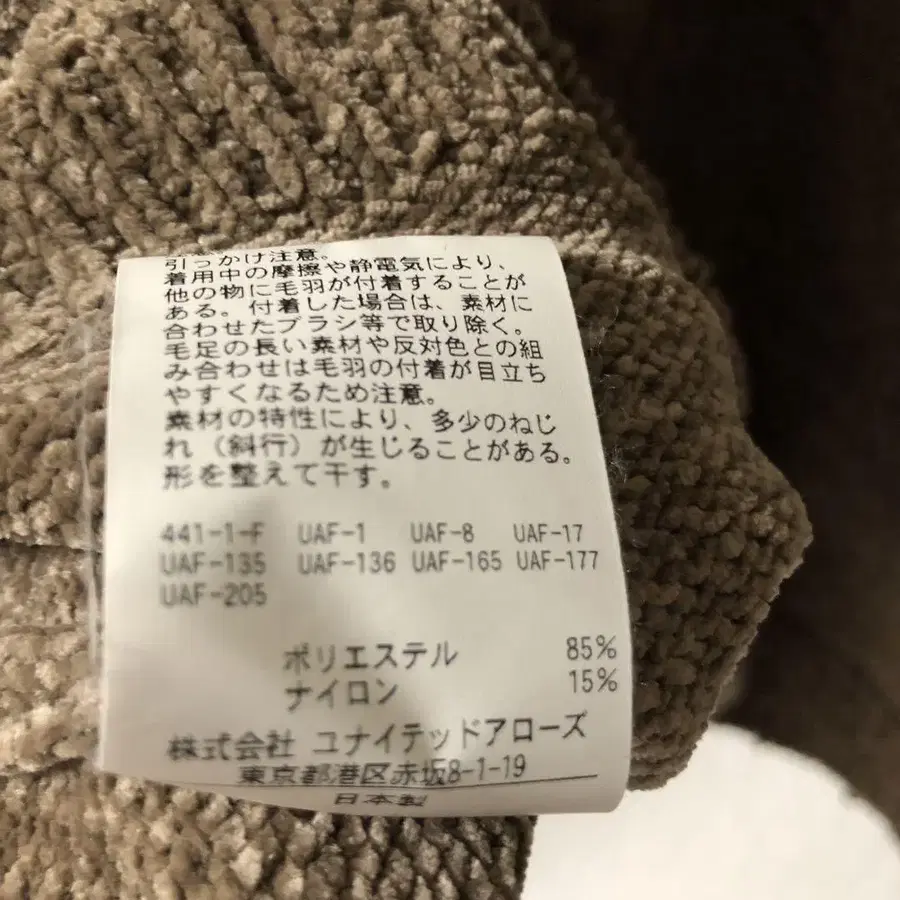 引っかけ注意。
着用中の摩擦や静電気により、
他の物に毛羽が付着することが
ある。付着した場合は、素材に
合わせたブラシ等で取り除く。
毛足の長い素材や反対色との組
み合わせは毛羽の付着が目立ち
やすくなるため注意。
素材の特性により、多少のねじ
れ（斜行）が生じることがある。
形を整えて干す。
441-1-F UAF-1 UAF-8 UAF-17
UAF-135 UAF-136 UAF-165 UAF-177
UAF-205
ポリエステル 85%
ナイロン 15%
株式会社 ユナイテッドアローズ
東京都港区赤坂8-1-19
日本製